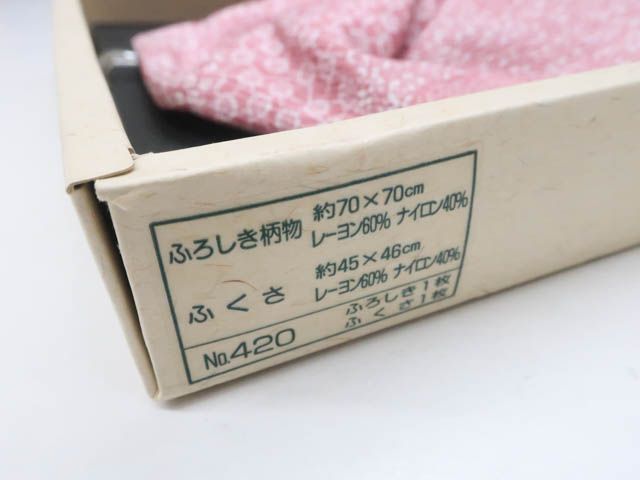 ふろしき柄物 約70×70cm
レーヨン60% ナイロン40%
ふくさ 約45×46cm
レーヨン60% ナイロン40%
No.420 ふろしき1枚
ふくさ1枚